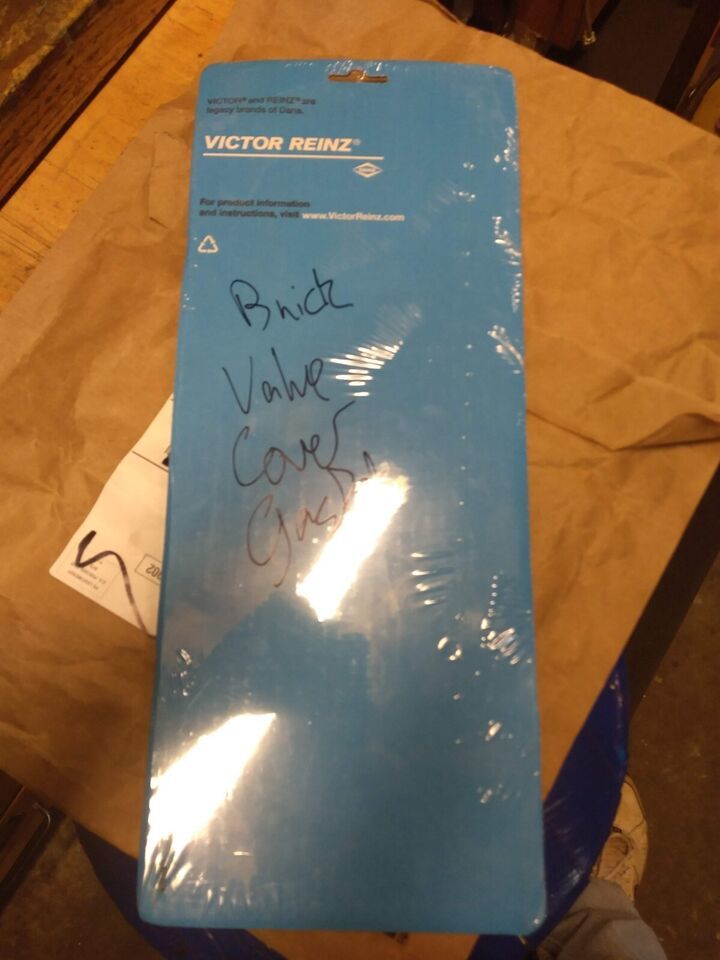 VICTOR® and REINZ® are
legacy brands of Dana.
VICTOR REINZ®
For product information
and instructions, visit www.VictorReinz.com
Buick
Valve
Cover